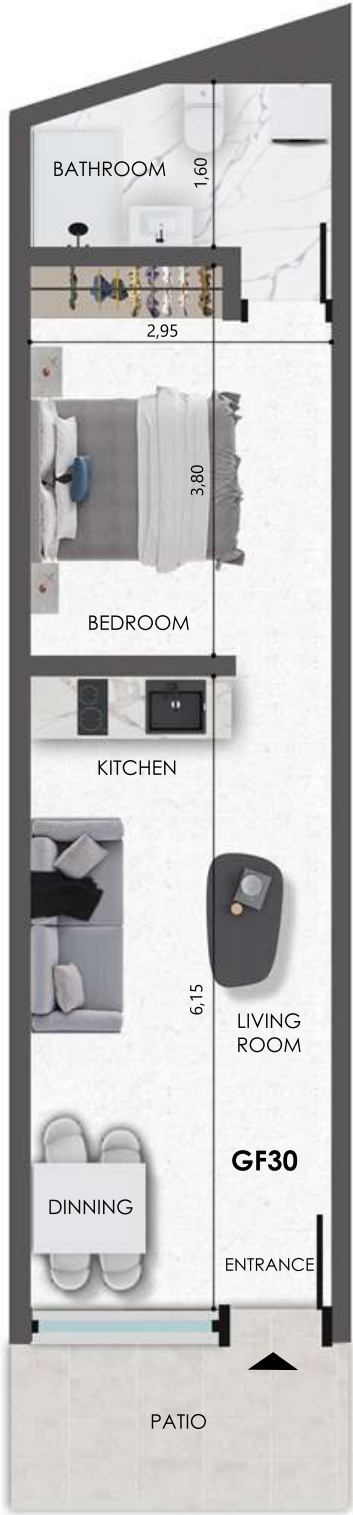 BATHROOM
1,60
2,95
3,80
BEDROOM
KITCHEN
6,15
LIVING
ROOM
GF30
DINNING
ENTRANCE
PATIO